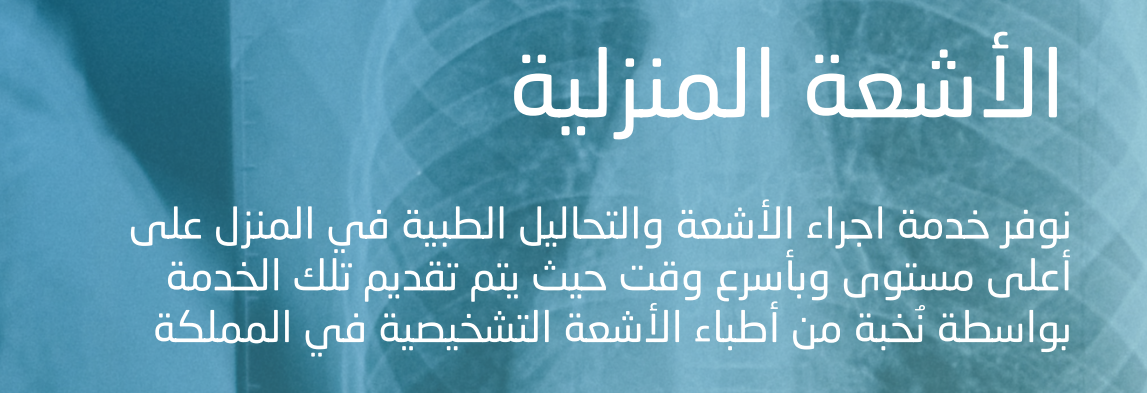 الأشعة المنزلية
نوفر خدمة اجراء الأشعة والتحاليل الطبية في المنزل على
أعلى مستوى وبأسرع وقت حيث يتم تقديم تلك الخدمة
بواسطة نُخبة من أطباء الأشعة التشخيصية في المملكة